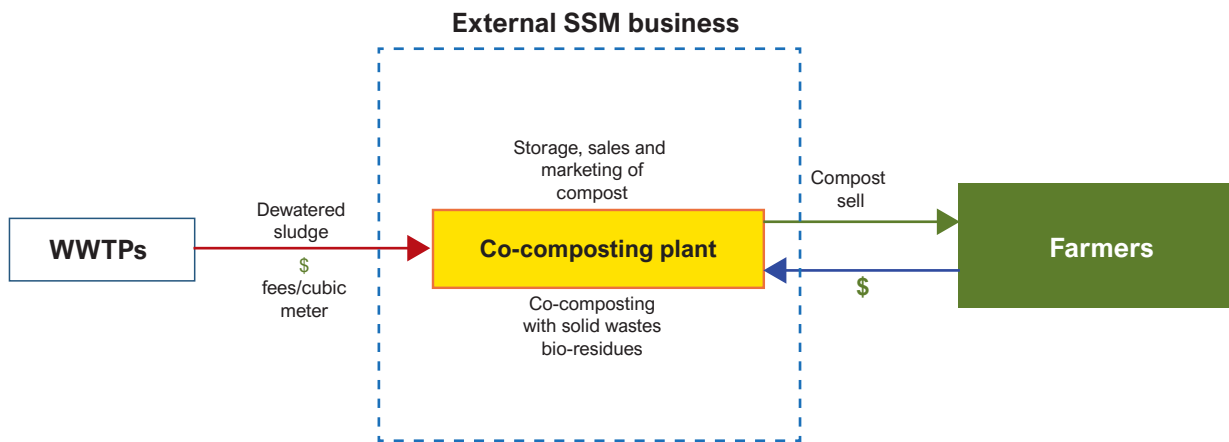 External SSM business
Storage, sales and
marketing of
compost
Compost
sell
Dewatered
sludge
WWTPs
Co-composting plant
Farmers
$
fees/cubic
meter
$
Co-composting
with solid wastes
bio-residues